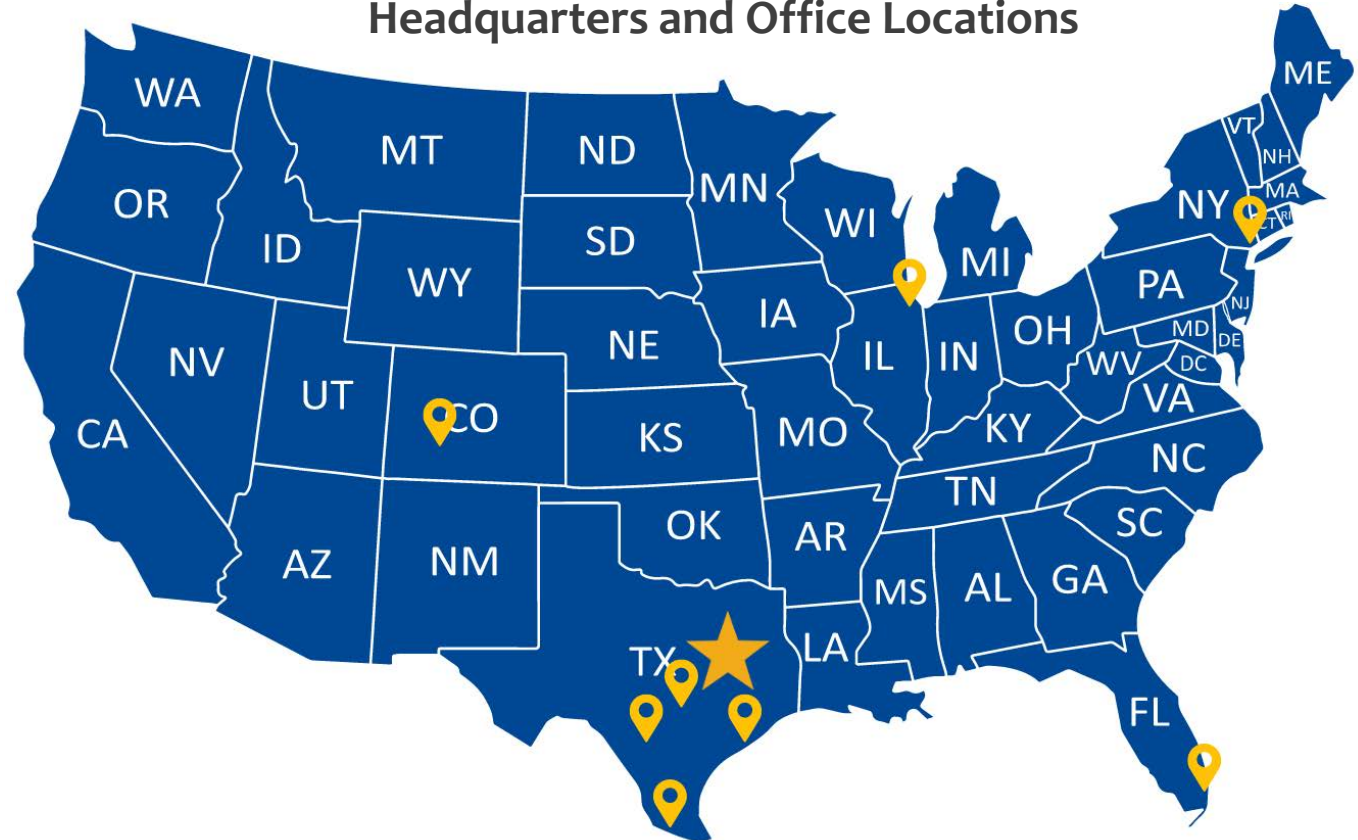 Headquarters and Office Locations
WA
MT
ND
MN
ME
VT
NH
OR
ID
WY
SD
WI
MI
NY
MA
CT
RI
NV
UT
CO
NE
IA
IL
IN
OH
PA
NJ
MD
DE
WV
DC
VA
CA
KS
MO
KY
NC
AZ
NM
OK
AR
TN
SC
TX
LA
MS
AL
GA
FL